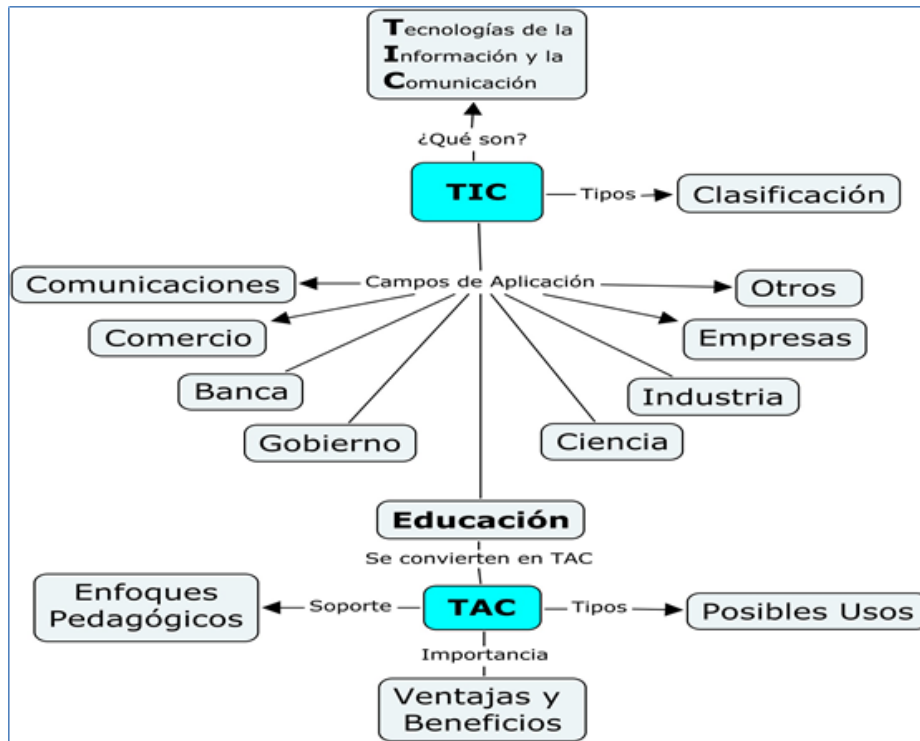 Tecnologías de la
Información y la
Comunicación
¿Qué son?
TIC
Tipos
Clasificación
Comunicaciones
Campos de Aplicación
Otros
Comercio
Empresas
Banca
Industria
Gobierno
Ciencia
Educación
Se convierten en TAC
Enfoques
Pedagógicos
Soporte
TAC
Tipos
Posibles Usos
Importancia
Ventajas y
Beneficios